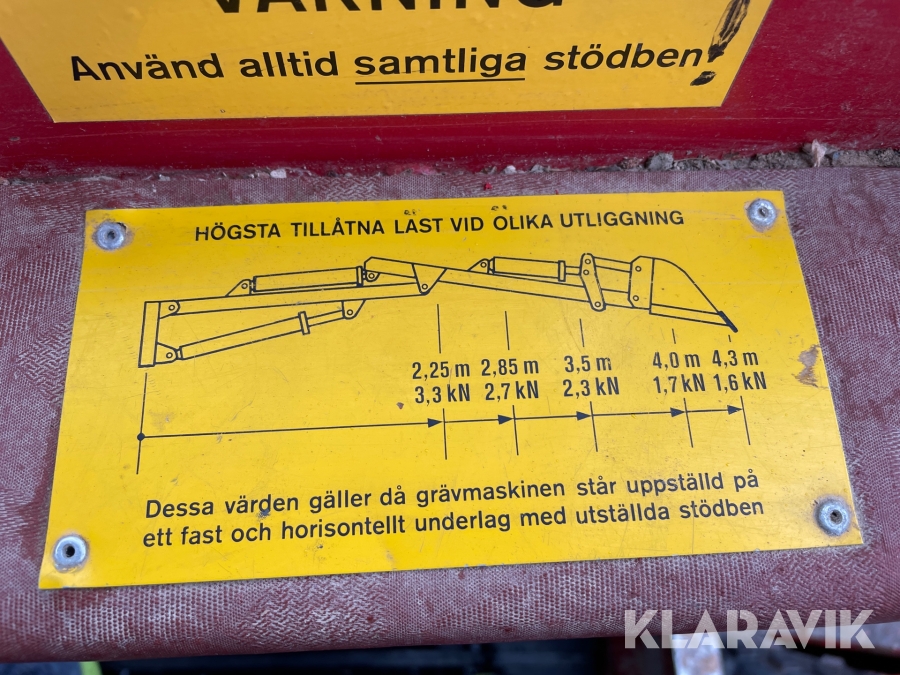 VARNING
Använd alltid samtliga stödben!
HÖGSTA TILLÅTNA LAST VID OLIKA UTLIGGNING
2,25 m 2,85 m 3,5 m 4,0 m 4,3 m
3,3 kN 2,7 kN 2,3 kN 1,7 kN 1,6 kN
Dessa värden gäller då grävmaskinen står uppställd på
ett fast och horisontellt underlag med utställda stödben
KLARAVIK